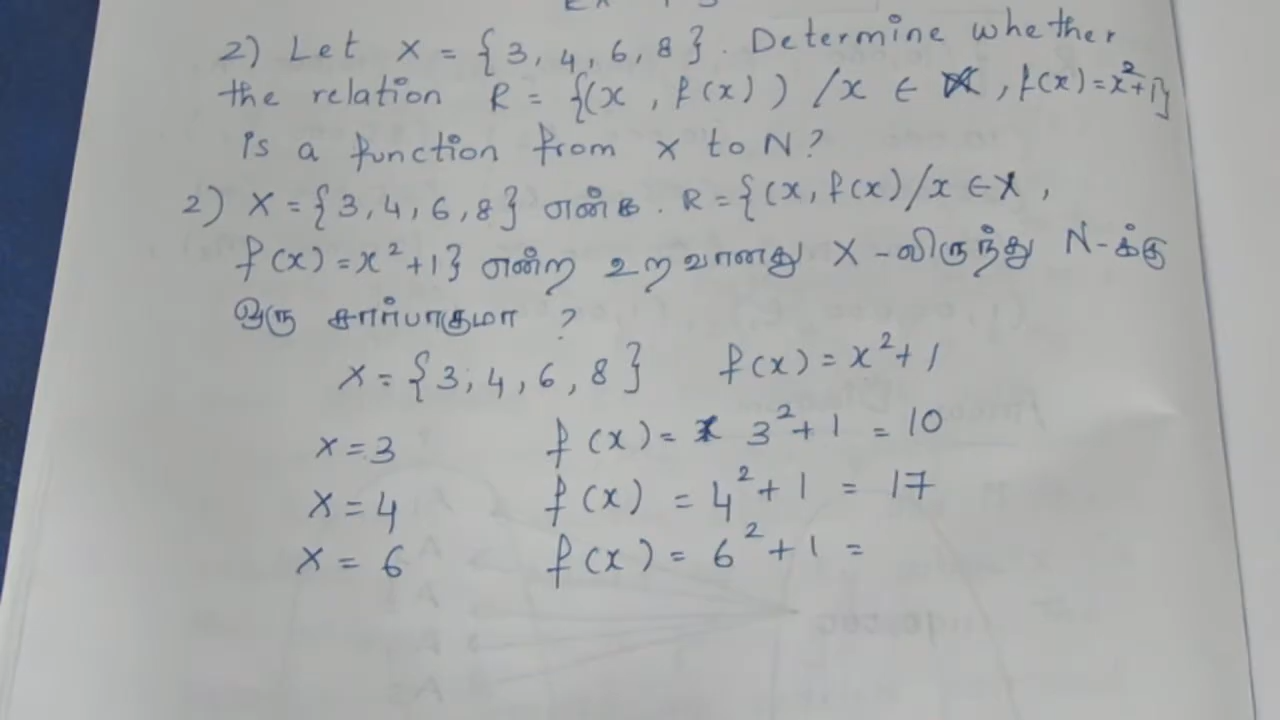 2) Let X = {3, 4, 6, 8}. Determine whether
the relation R = {(x, f(x)) / x ∈ X, f(x) = x²+1}
is a function from x to N?
2) X = {3, 4, 6, 8} என்க. R = {(x, f(x) / x ∈ X,
f(x) = x² + 1} என்ற உறவானது X - லிருந்து N - க்கு
ஒரு சார்பாகுமா ?
X = {3, 4, 6, 8} f(x) = x² + 1
x = 3 f(x) = 3² + 1 = 10
x = 4 f(x) = 4² + 1 = 17
x = 6 f(x) = 6² + 1 =